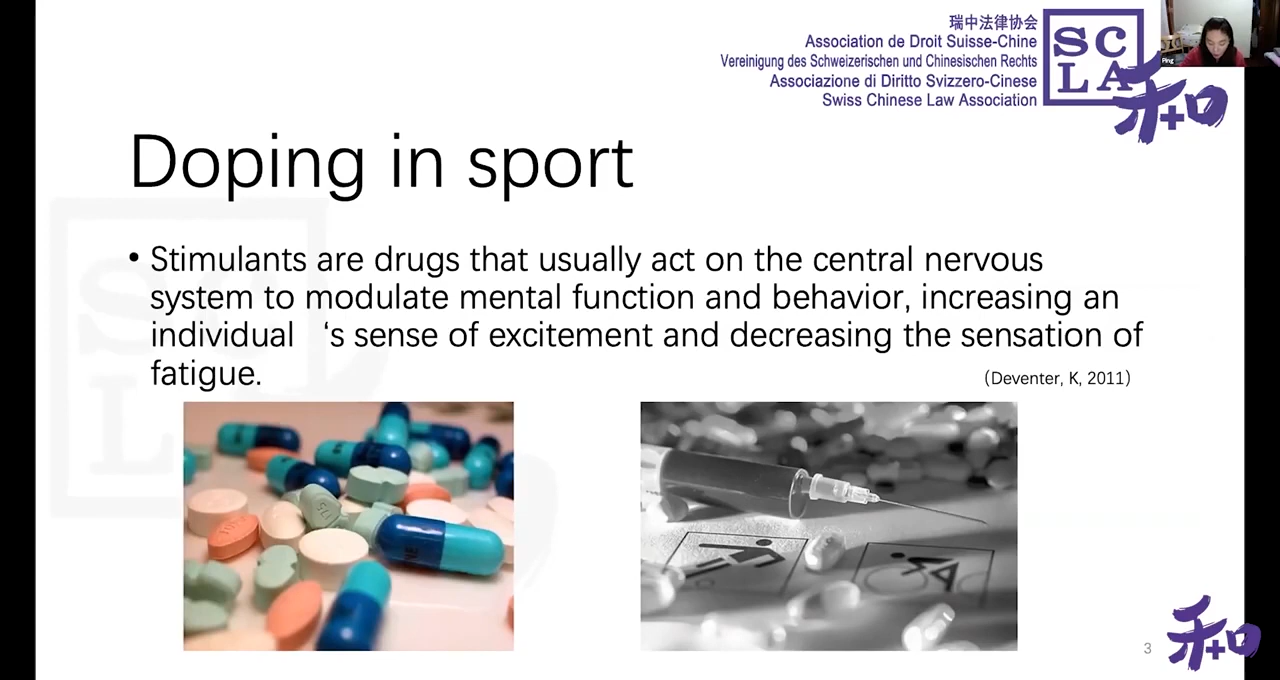 瑞中法律协会
Association de Droit Suisse-Chine
Vereinigung des Schweizerischen und Chinesischen Rechts
Associazione di Diritto Svizzero-Cinese
Swiss Chinese Law Association
SC
LA
和
Ping
Doping in sport
• Stimulants are drugs that usually act on the central nervous
system to modulate mental function and behavior, increasing an
individual ‘s sense of excitement and decreasing the sensation of
fatigue.
(Deventer, K, 2011)
3
和